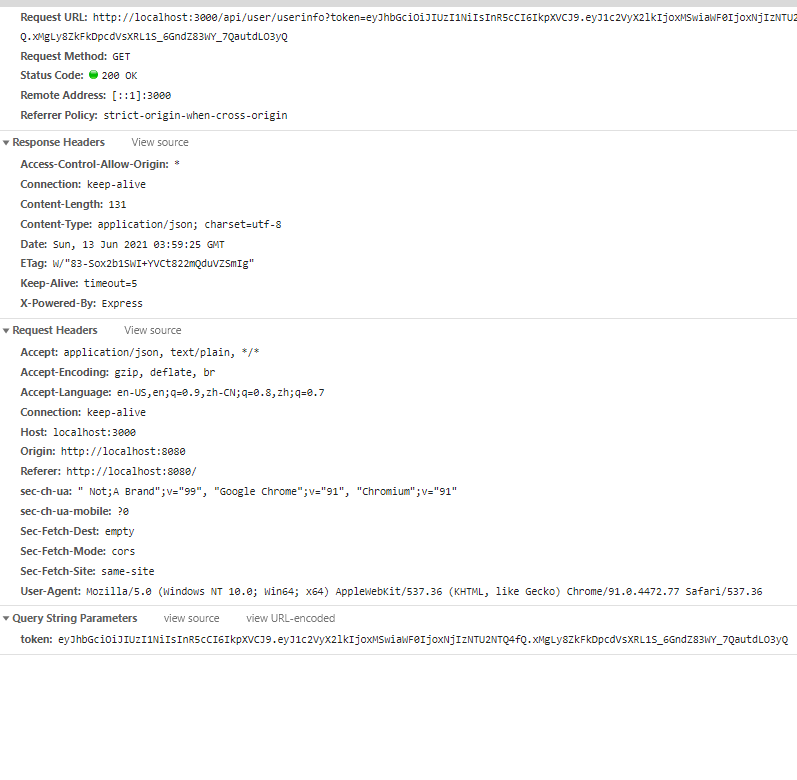 Request URL: http://localhost:3000/api/user/userinfo?token=eyJhbGciOiJIUzI1NiIsInR5cCI6IkpXVCJ9.eyJ1c2VyX2lkIjoxMSwiaWF0IjoxNjIzNTU2
Q.xMgLy8ZkFkDpcdVsXRL1S_6GndZ83WY_7QautdLO3yQ
Request Method: GET
Status Code: 200 OK
Remote Address: [::1]:3000
Referrer Policy: strict-origin-when-cross-origin
Response Headers View source
Access-Control-Allow-Origin: *
Connection: keep-alive
Content-Length: 131
Content-Type: application/json; charset=utf-8
Date: Sun, 13 Jun 2021 03:59:25 GMT
ETag: W/"83-Sox2b1SWI+YVCt822mQduVZSmIg"
Keep-Alive: timeout=5
X-Powered-By: Express
Request Headers View source
Accept: application/json, text/plain, */*
Accept-Encoding: gzip, deflate, br
Accept-Language: en-US,en;q=0.9,zh-CN;q=0.8,zh;q=0.7
Connection: keep-alive
Host: localhost:3000
Origin: http://localhost:8080
Referer: http://localhost:8080/
sec-ch-ua: " Not;A Brand";v="99", "Google Chrome";v="91", "Chromium";v="91"
sec-ch-ua-mobile: ?0
Sec-Fetch-Dest: empty
Sec-Fetch-Mode: cors
Sec-Fetch-Site: same-site
User-Agent: Mozilla/5.0 (Windows NT 10.0; Win64; x64) AppleWebKit/537.36 (KHTML, like Gecko) Chrome/91.0.4472.77 Safari/537.36
Query String Parameters view source view URL-encoded
token: eyJhbGciOiJIUzI1NiIsInR5cCI6IkpXVCJ9.eyJ1c2VyX2lkIjoxMSwiaWF0IjoxNjIzNTU2NTQ4fQ.xMgLy8ZkFkDpcdVsXRL1S_6GndZ83WY_7QautdLO3yQ